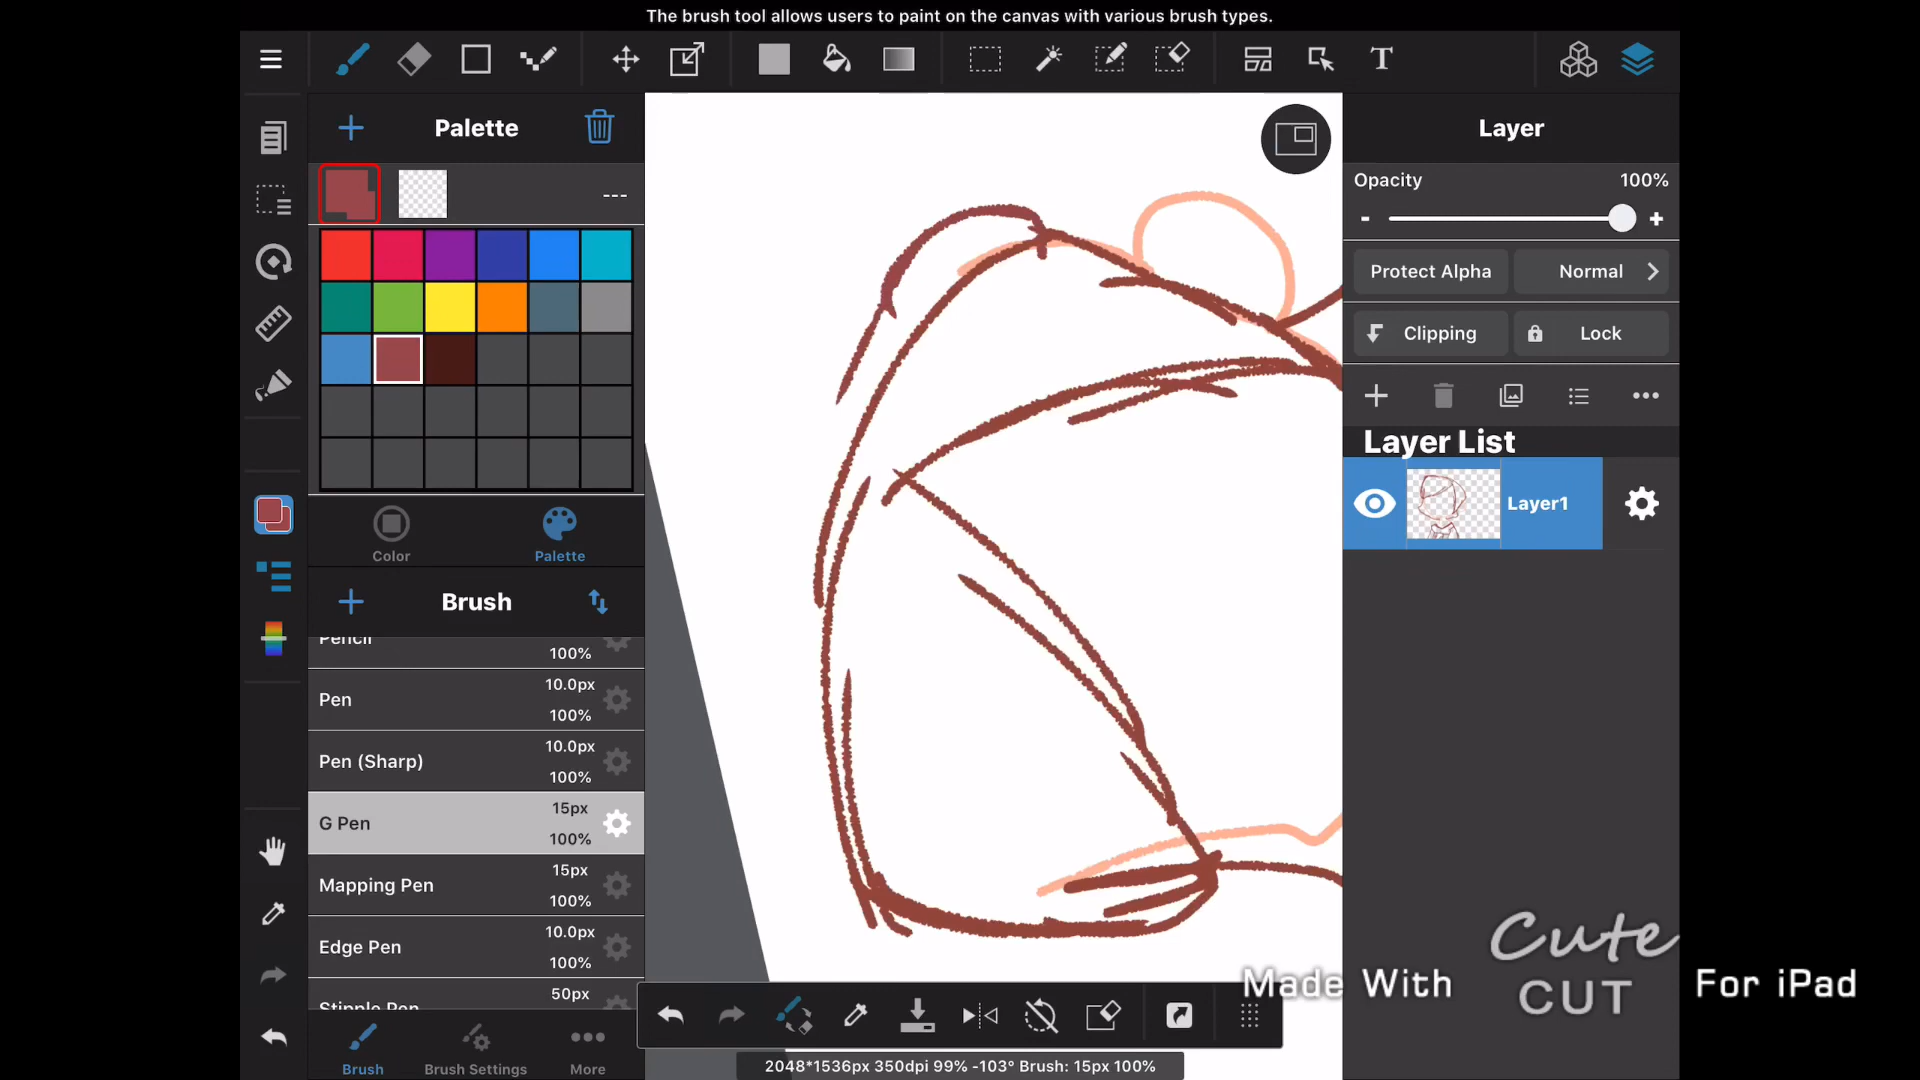 The brush tool allows users to paint on the canvas with various brush types.
Palette
---
Color
Palette
Brush
Pencil
100%
Pen
10.0px
100%
Pen (Sharp)
10.0px
100%
G Pen
15px
100%
Mapping Pen
15px
100%
Edge Pen
10.0px
100%
Stipple Pen
50px
Brush
Brush Settings
More
Layer
Opacity
100%
-
+
Protect Alpha
Normal
Clipping
Lock
Layer List
Layer1
T
Made With
Cute
CUT
For iPad
2048*1536px 350dpi 99% -103° Brush: 15px 100%